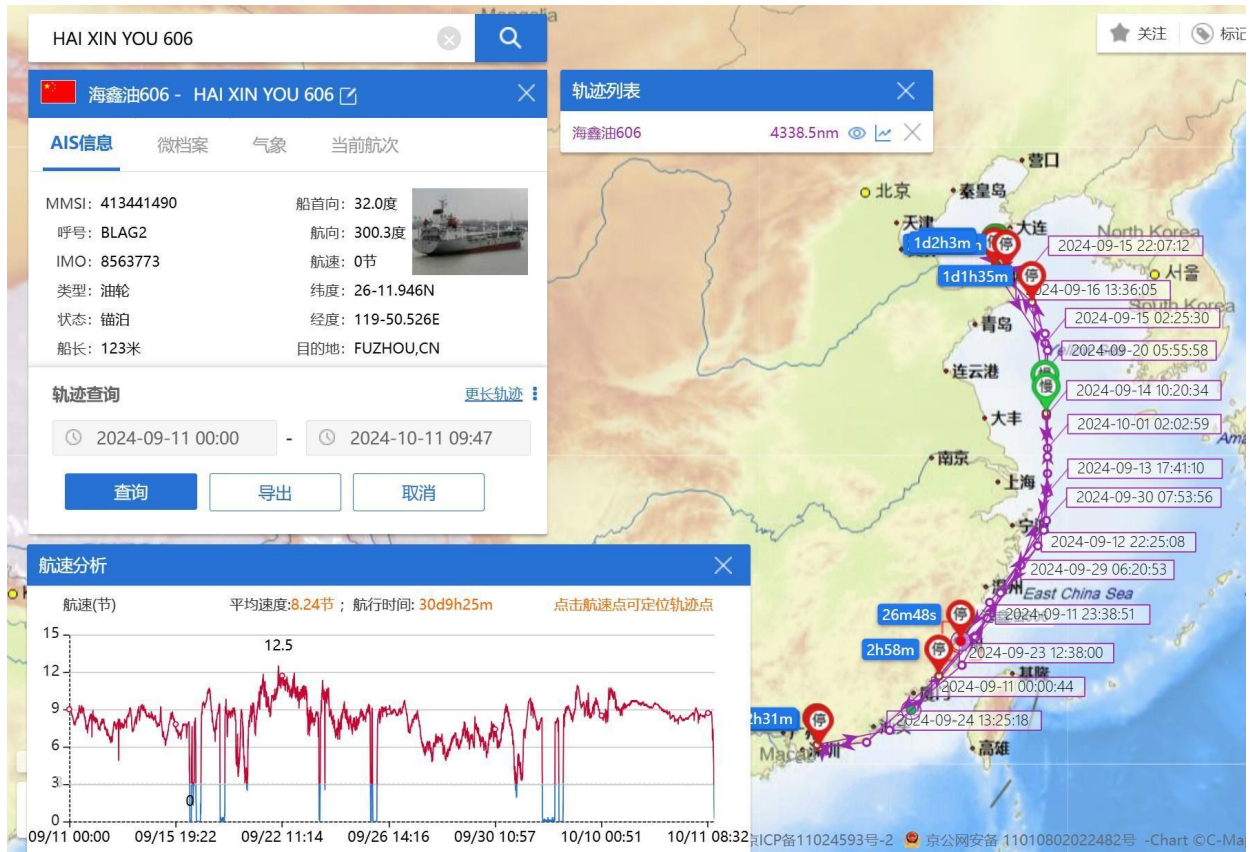 HAI XIN YOU 606
关注
标记
海鑫油606 - HAI XIN YOU 606
AIS信息
微档案
气象
当前航次
MMSI: 413441490
船首向: 32.0度
呼号: BLAG2
航向: 300.3度
IMO: 8563773
航速: 0节
类型: 油轮
纬度: 26-11.946N
状态: 锚泊
经度: 119-50.526E
船长: 123米
目的地: FUZHOU,CN
轨迹查询
更长轨迹
2024-09-11 00:00 - 2024-10-11 09:47
查询
导出
取消
轨迹列表
海鑫油606 4338.5nm
航速分析
航速(节)
平均速度:8.24节 ; 航行时间: 30d9h25m
点击航速点可定位轨迹点
15
12
9
6
3
0
12.5
0
09/11 00:00 09/15 19:22 09/22 11:14 09/26 14:16 09/30 10:57 10/10 00:51 10/11 08:32
营口
北京
秦皇岛
天津
大连
North Korea
1d2h3m
停
2024-09-15 22:07:12
1d1h35m
停
서울
2024-09-16 13:36:05
South Korea
青岛
2024-09-15 02:25:30
2024-09-20 05:55:58
连云港
慢
2024-09-14 10:20:34
大丰
2024-10-01 02:02:59
南京
2024-09-13 17:41:10
上海
2024-09-30 07:53:56
2024-09-12 22:25:08
2024-09-29 06:20:53
温州
East China Sea
26m48s
停
2024-09-11 23:38:51
2h58m
停
2024-09-23 12:38:00
基隆
2024-09-11 00:00:44
停
2024-09-24 13:25:18
深圳
高雄
京ICP备11024593号-2
京公网安备 11010802022482号